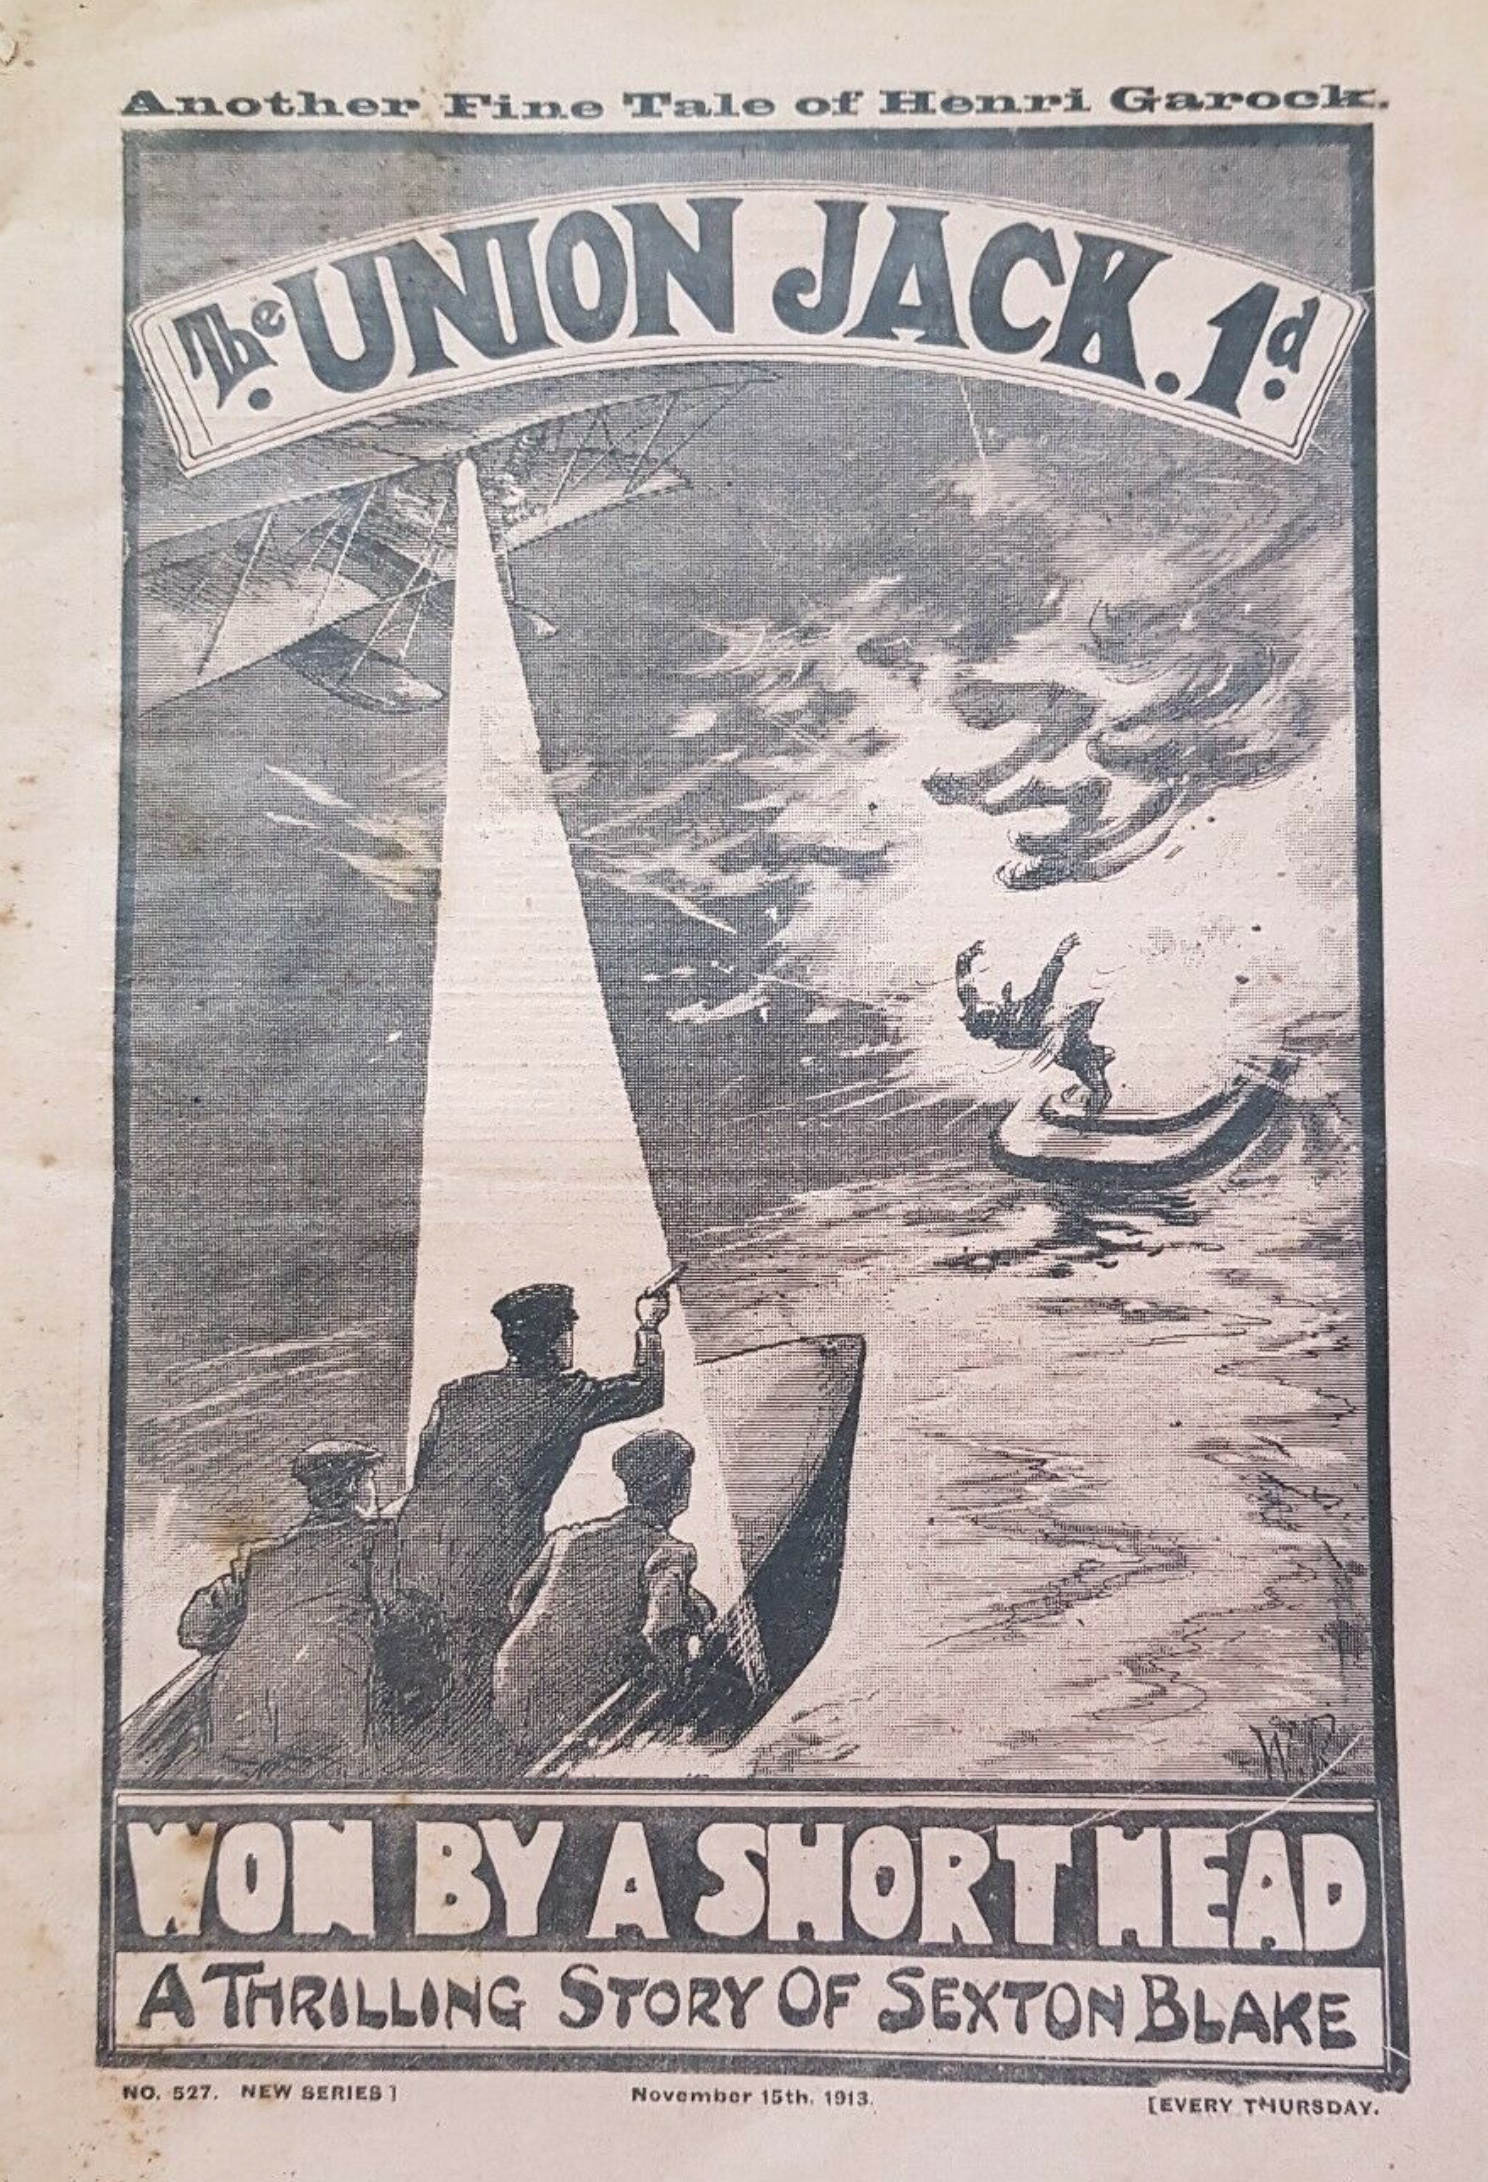 Another Fine Tale of Henri Garock.
The UNION JACK. 1d.
W.R
WON BY A SHORT HEAD
A THRILLING STORY OF SEXTON BLAKE
NO. 527. NEW SERIES]
November 15th, 1913.
[EVERY THURSDAY.